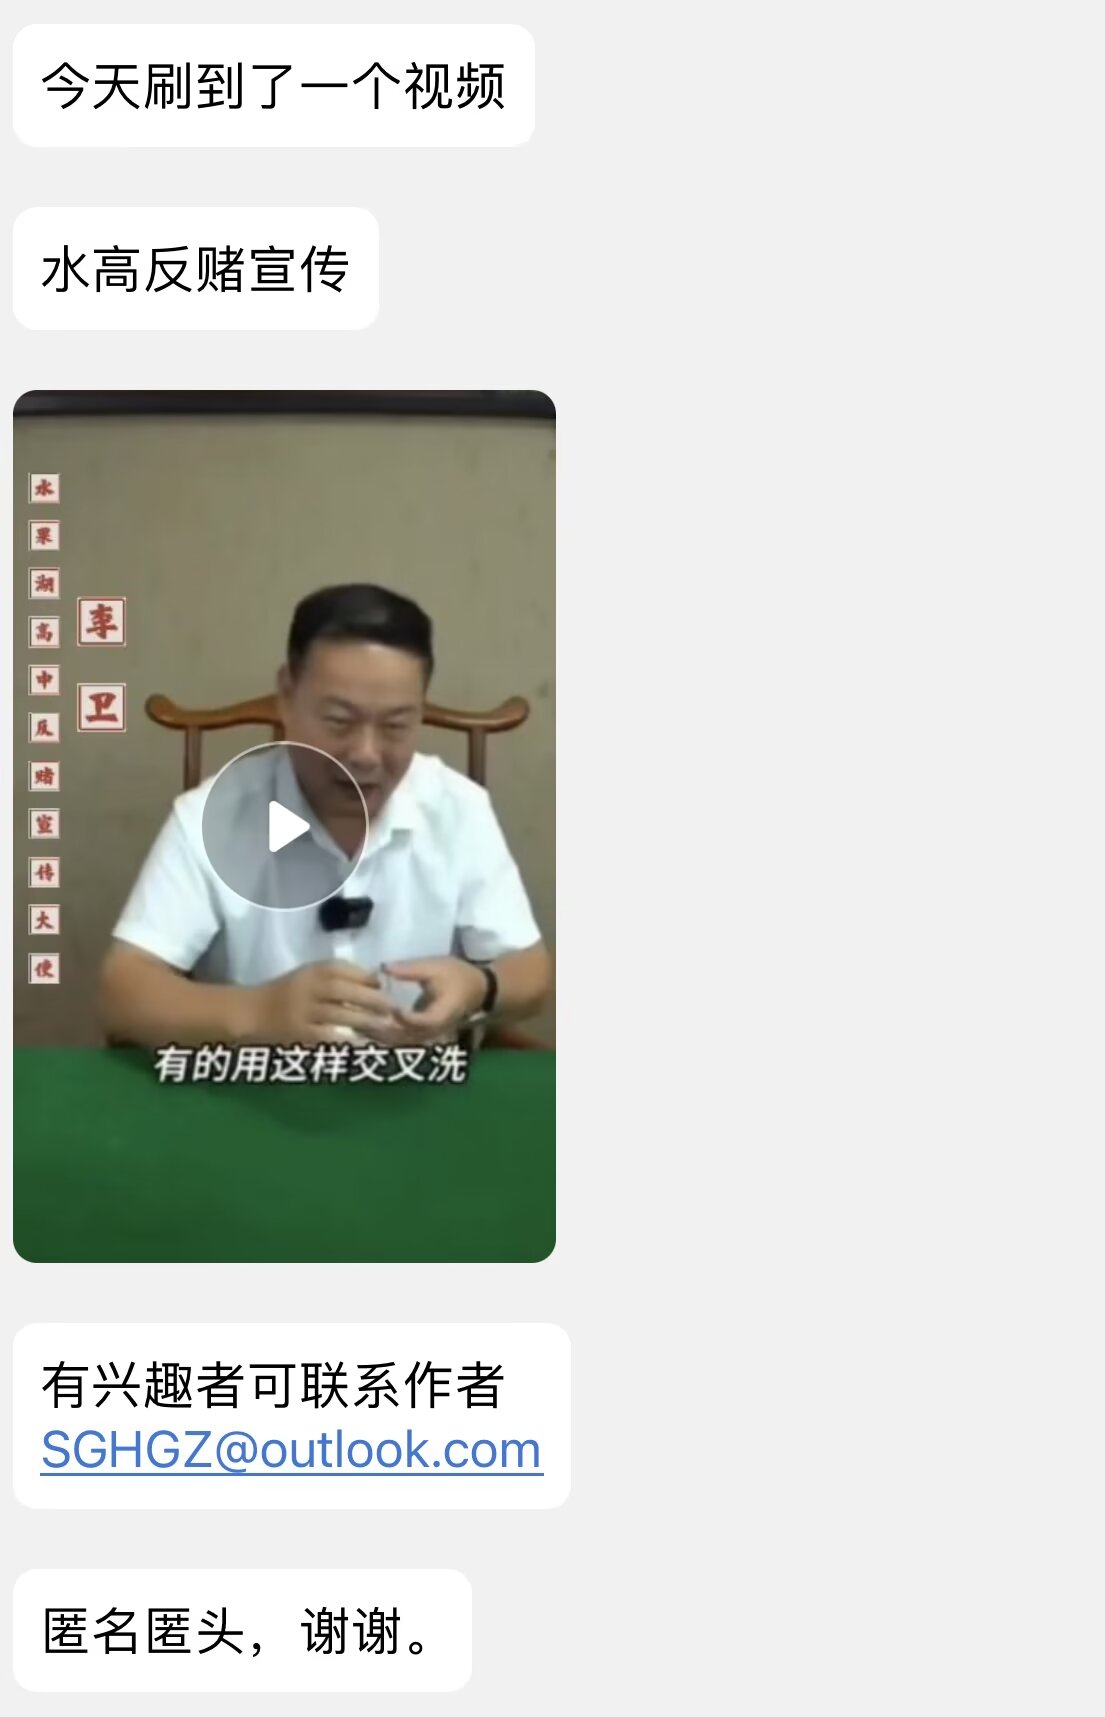 今天刷到了一个视频
水高反赌宣传
水果湖高中反赌宣传大使
李卫
有的用这样交叉洗
有兴趣者可联系作者
SGHGZ@outlook.com
匿名匿头，谢谢。